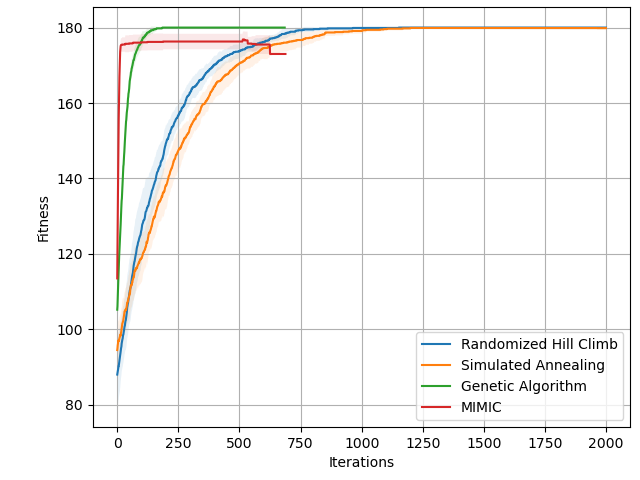 180
160
140
120
100
80
Fitness
0 250 500 750 1000 1250 1500 1750 2000
Iterations
Randomized Hill Climb
Simulated Annealing
Genetic Algorithm
MIMIC